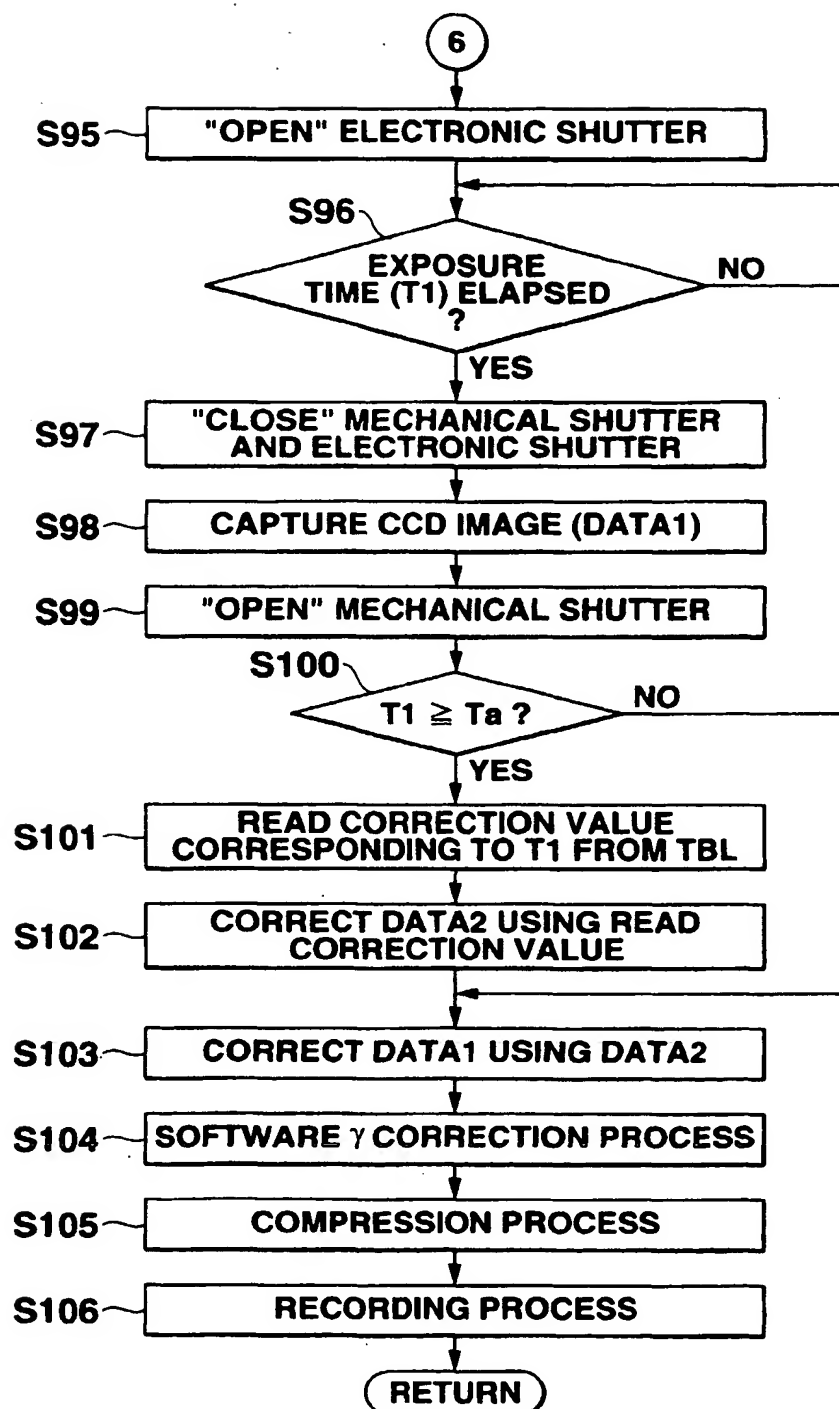 6
S95
"OPEN" ELECTRONIC SHUTTER
S96
EXPOSURE
TIME (T1) ELAPSED
?
NO
YES
S97
"CLOSE" MECHANICAL SHUTTER
AND ELECTRONIC SHUTTER
S98
CAPTURE CCD IMAGE (DATA1)
S99
"OPEN" MECHANICAL SHUTTER
S100
T1 ≧ Ta ?
NO
YES
S101
READ CORRECTION VALUE
CORRESPONDING TO T1 FROM TBL
S102
CORRECT DATA2 USING READ
CORRECTION VALUE
S103
CORRECT DATA1 USING DATA2
S104
SOFTWARE γ CORRECTION PROCESS
S105
COMPRESSION PROCESS
S106
RECORDING PROCESS
RETURN